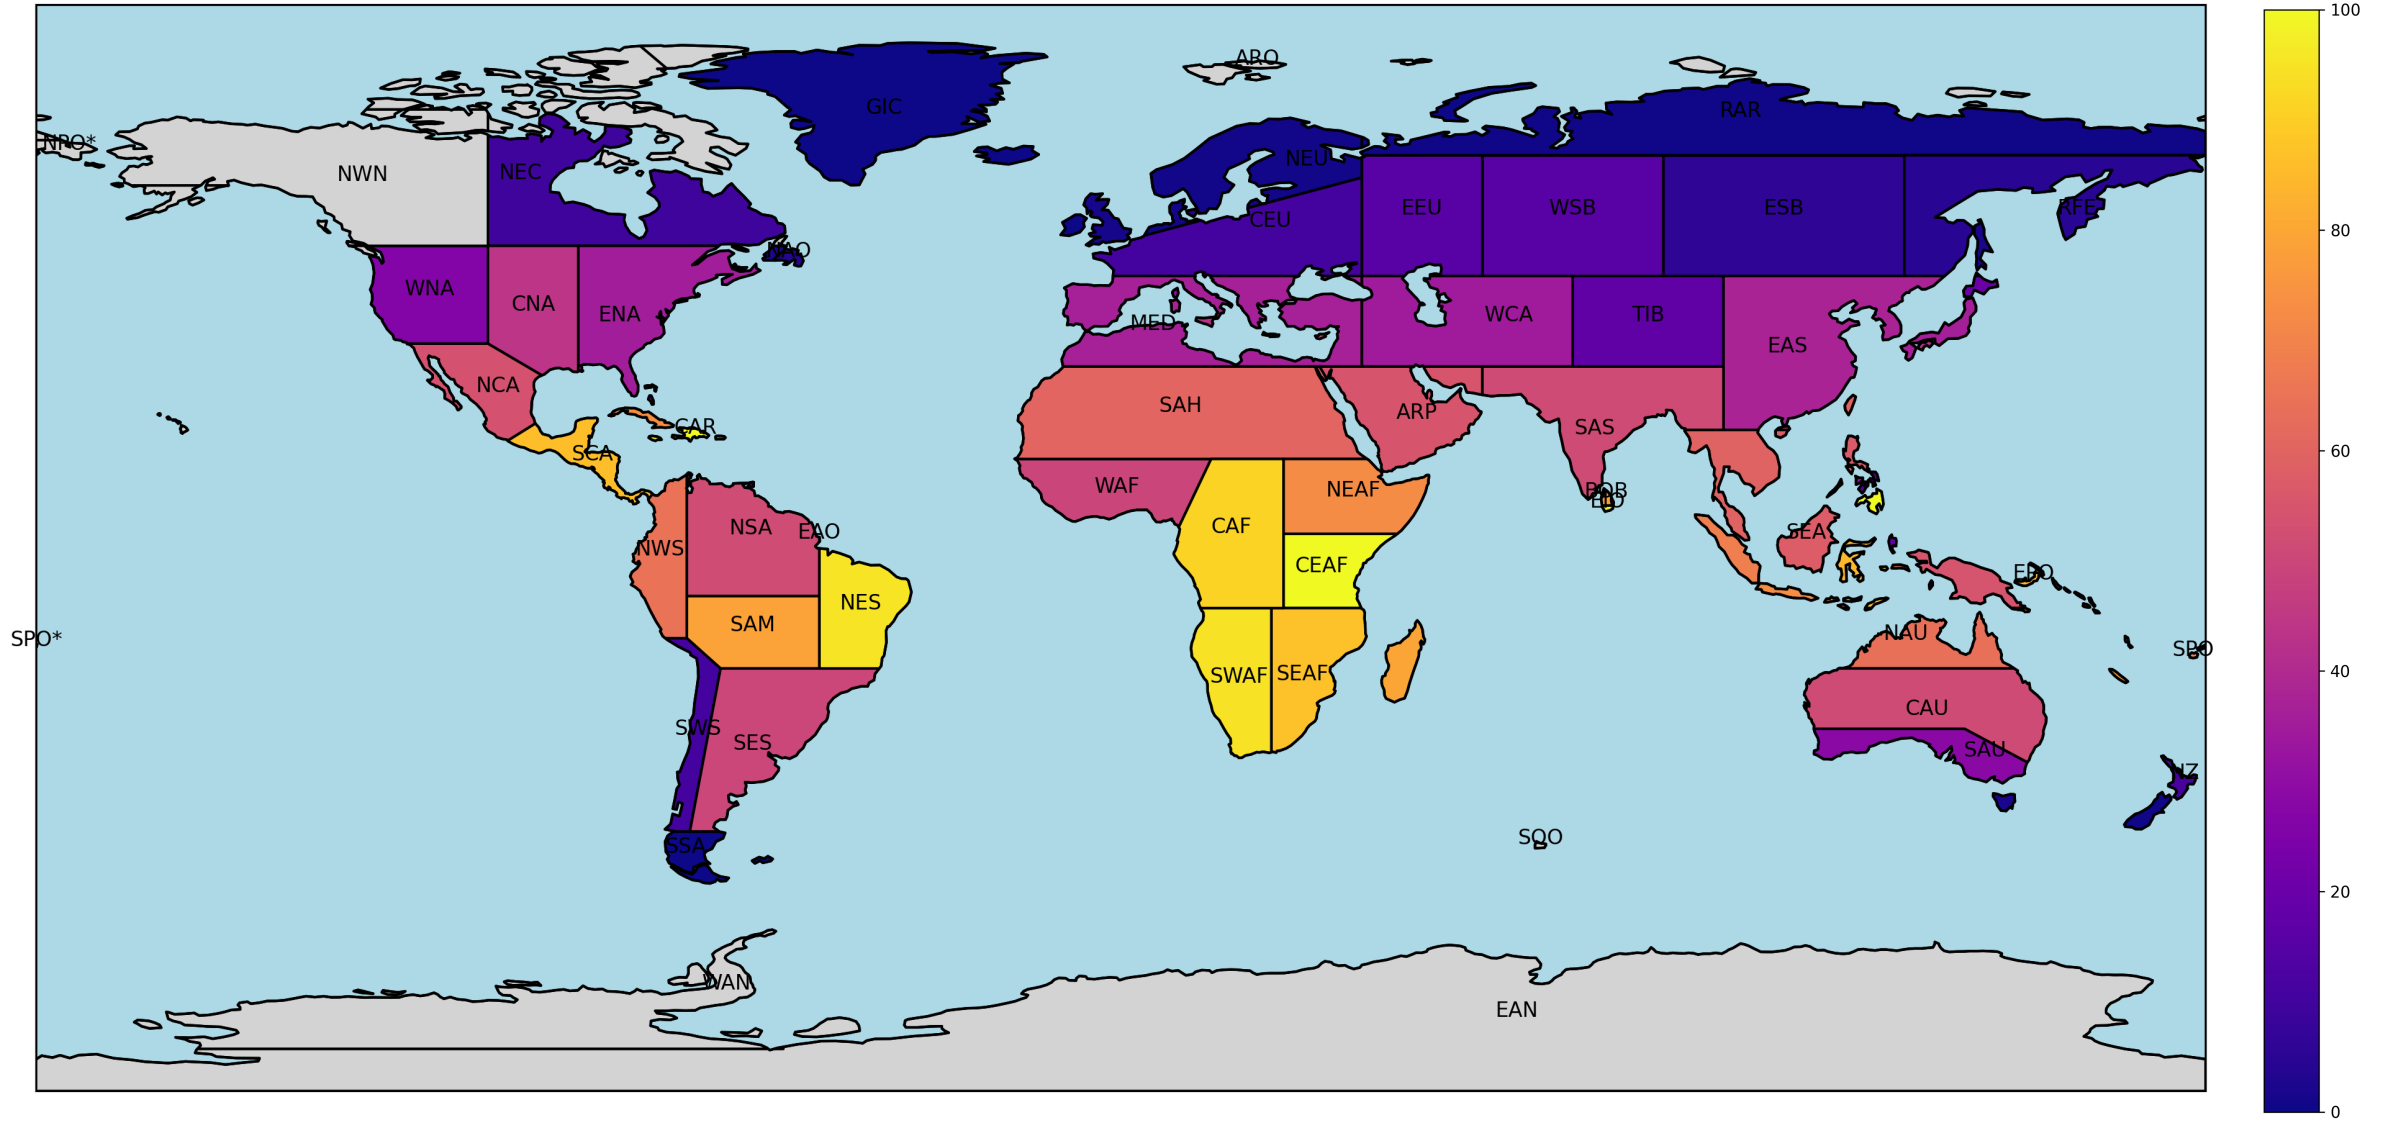 100
ARO
GIC
RAR
NPO*
NEU
NWN
NEC
EEU
WSB
ESB
RFE
CEU
80
NAO
WNA
CNA
ENA
MED
WCA
TIB
EAS
NCA
SAH
ARP
CAR
SAS
SCA
60
WAF
NEAF
BOB
EIO
NSA
EAO
CAF
SEA
NWS
CEAF
EPO
NES
SAM
NAU
SPO*
SPO
40
SWAF
SEAF
CAU
SWS
SES
SAU
NZ
SOO
SSA
20
WAN
EAN
0